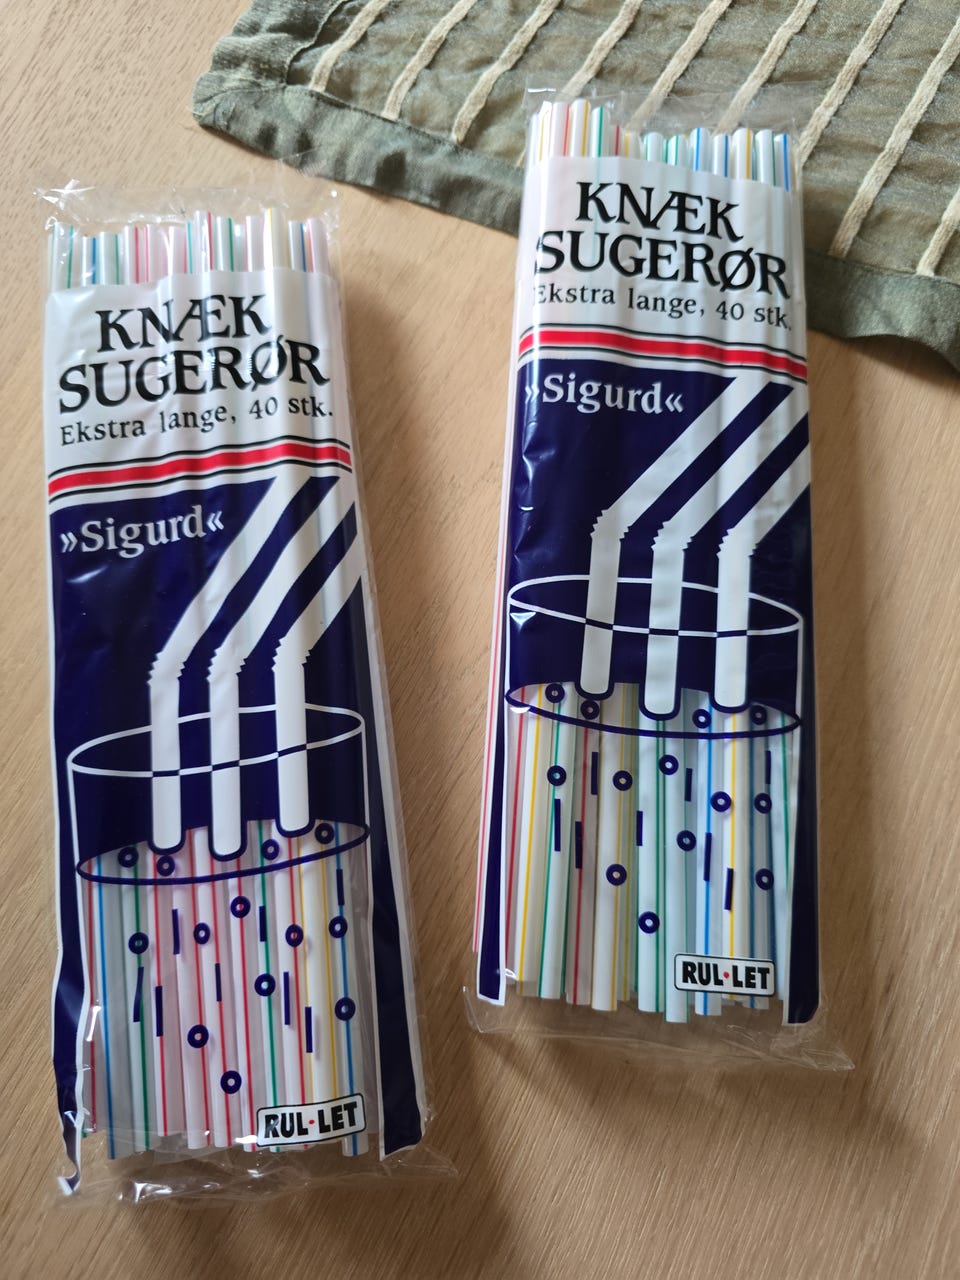 KNÆK
SUGERØR
Ekstra lange, 40 stk.
»Sigurd«
RUL·LET
KNÆK
SUGERØR
Ekstra lange, 40 stk.
»Sigurd«
RUL·LET